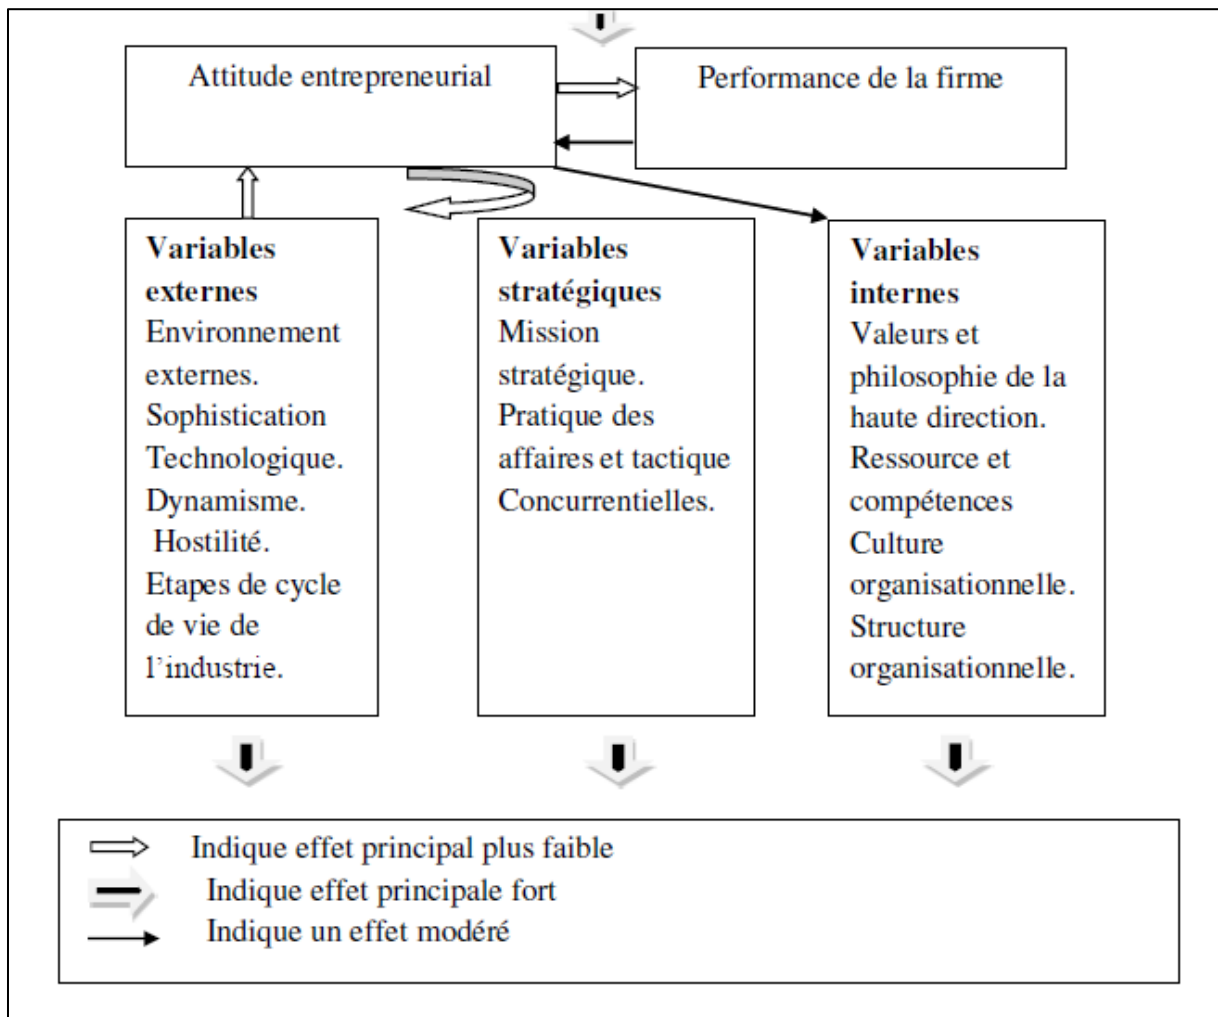 Attitude entrepreneurial
Performance de la firme
Variables
externes
Environnement
externes.
Sophistication
Technologique.
Dynamisme.
Hostilité.
Etapes de cycle
de vie de
l’industrie.
Variables
stratégiques
Mission
stratégique.
Pratique des
affaires et tactique
Concurrentielles.
Variables
internes
Valeurs et
philosophie de la
haute direction.
Ressource et
compétences
Culture
organisationnelle.
Structure
organisationnelle.
Indique effet principal plus faible
Indique effet principale fort
Indique un effet modéré